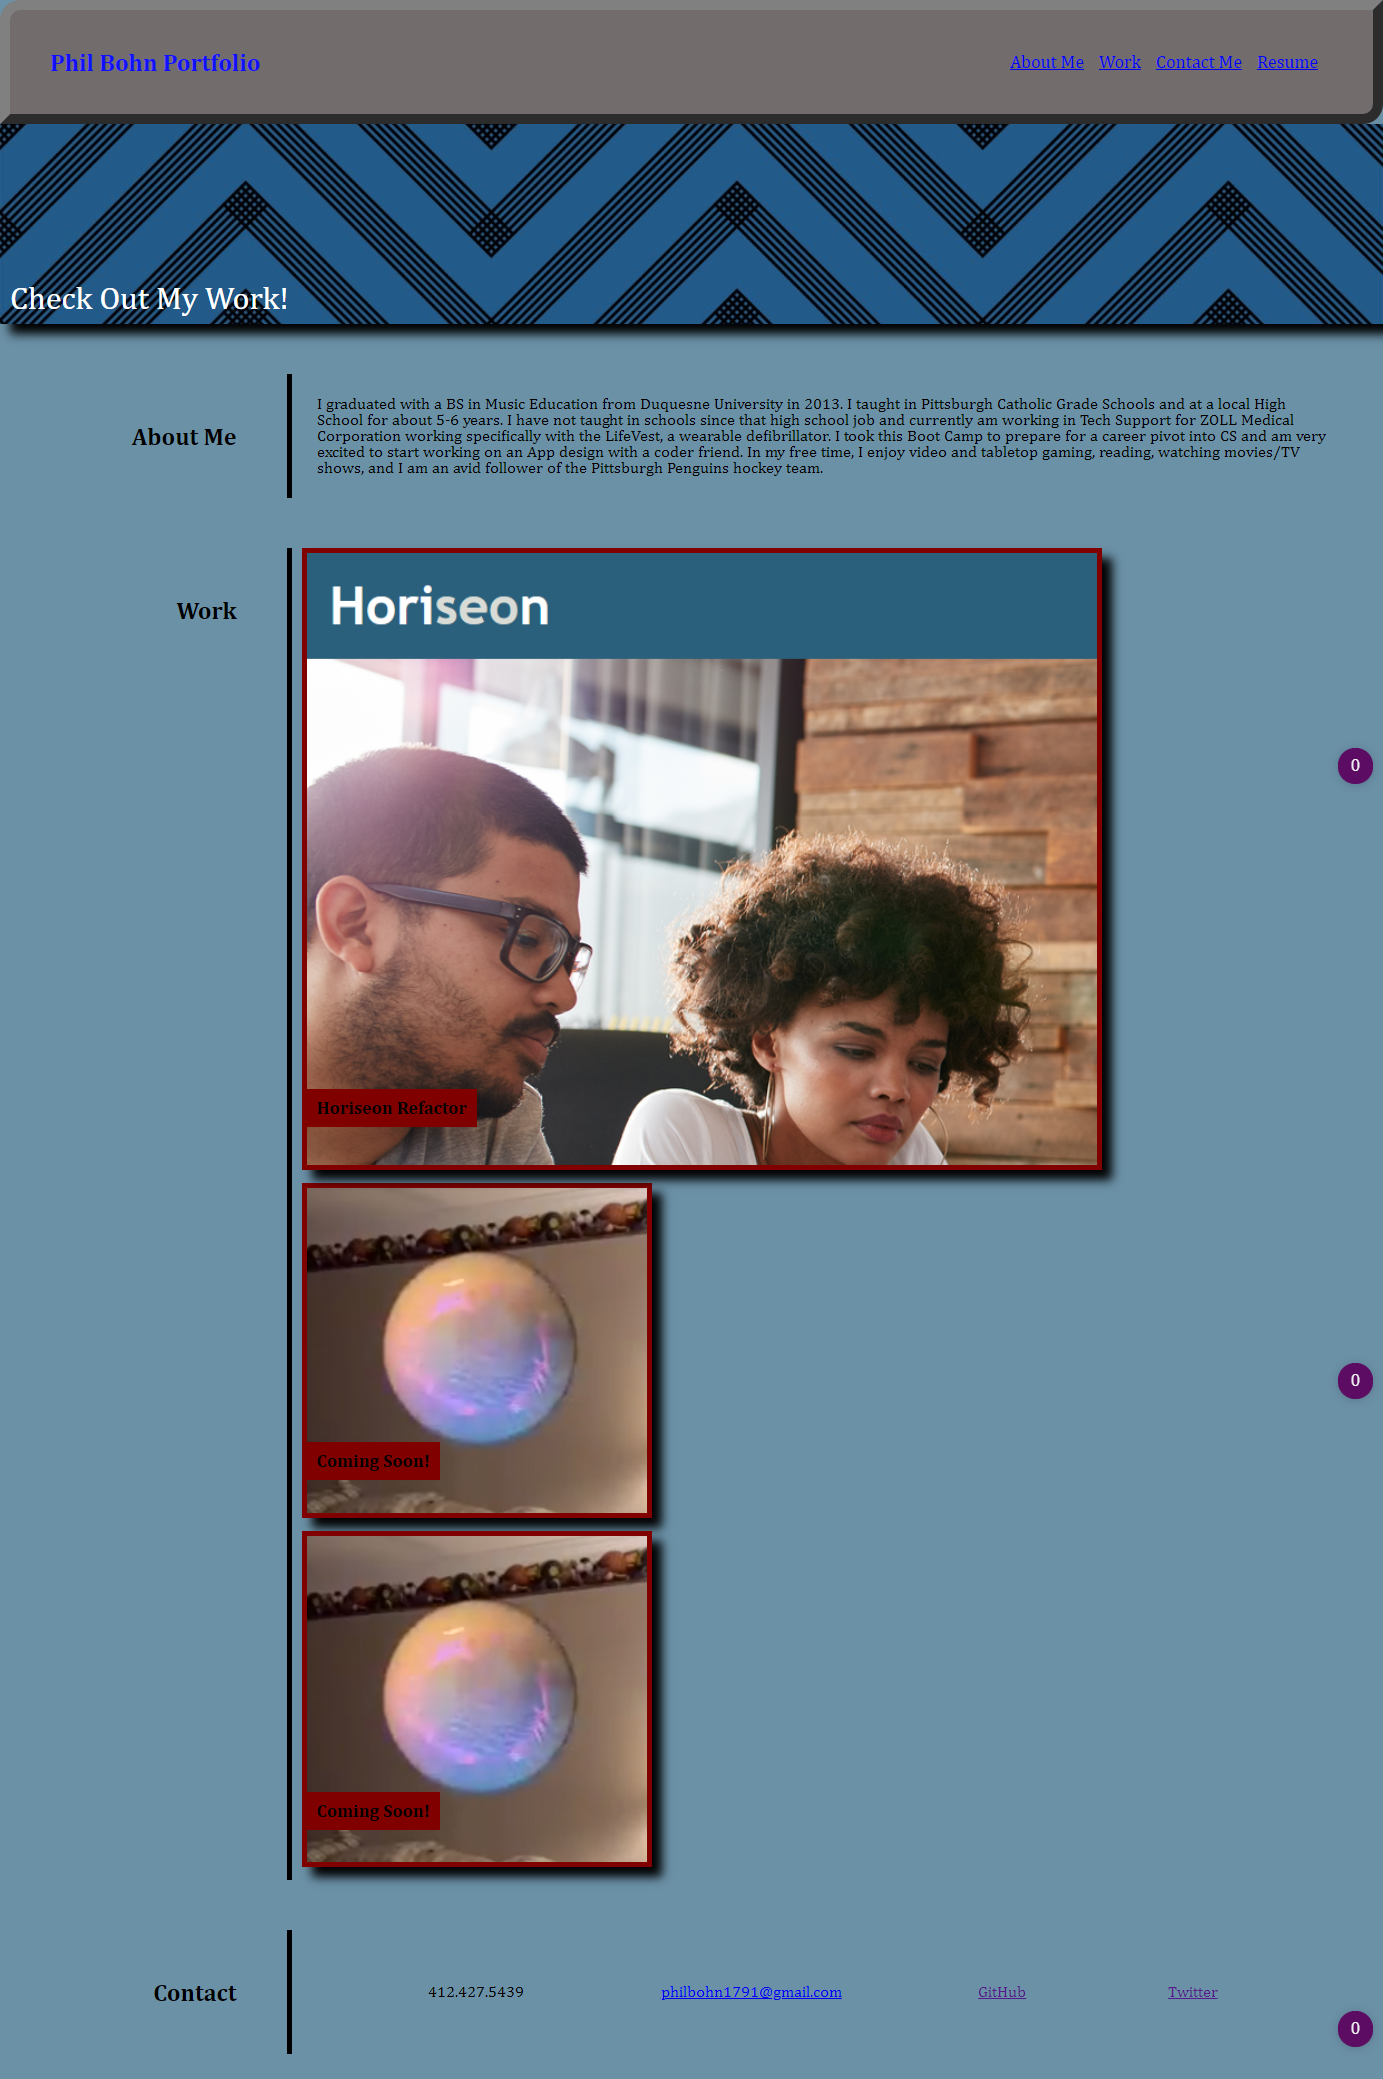 Phil Bohn Portfolio
About Me Work Contact Me Resume
Check Out My Work!
About Me
I graduated with a BS in Music Education from Duquesne University in 2013. I taught in Pittsburgh Catholic Grade Schools and at a local High
School for about 5-6 years. I have not taught in schools since that high school job and currently am working in Tech Support for ZOLL Medical
Corporation working specifically with the LifeVest, a wearable defibrillator. I took this Boot Camp to prepare for a career pivot into CS and am very
excited to start working on an App design with a coder friend. In my free time, I enjoy video and tabletop gaming, reading, watching movies/TV
shows, and I am an avid follower of the Pittsburgh Penguins hockey team.
Work
Horiseon
0
Horiseon Refactor
0
Coming Soon!
Coming Soon!
Contact
412.427.5439 philbohn1791@gmail.com GitHub Twitter
0